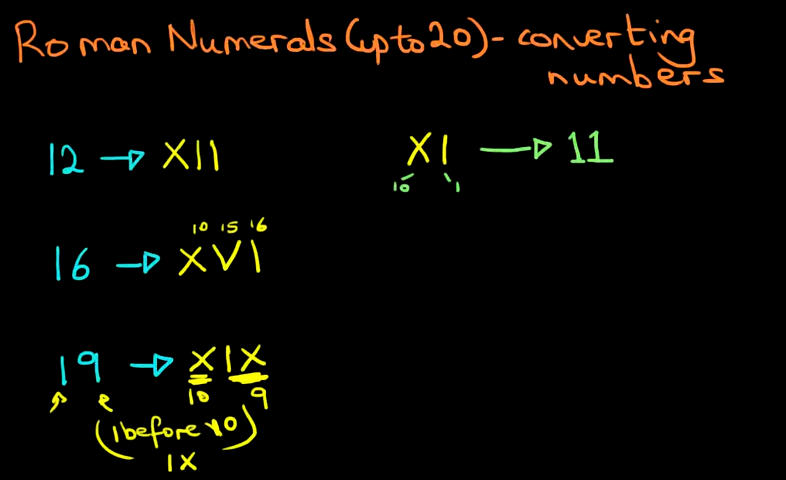 Roman Numerals (up to 20) - converting
numbers
12 → XII
10 15 16
16 → XVI
19 → XIX
10 9
(1 before 10)
IX
XI → 11
10 1